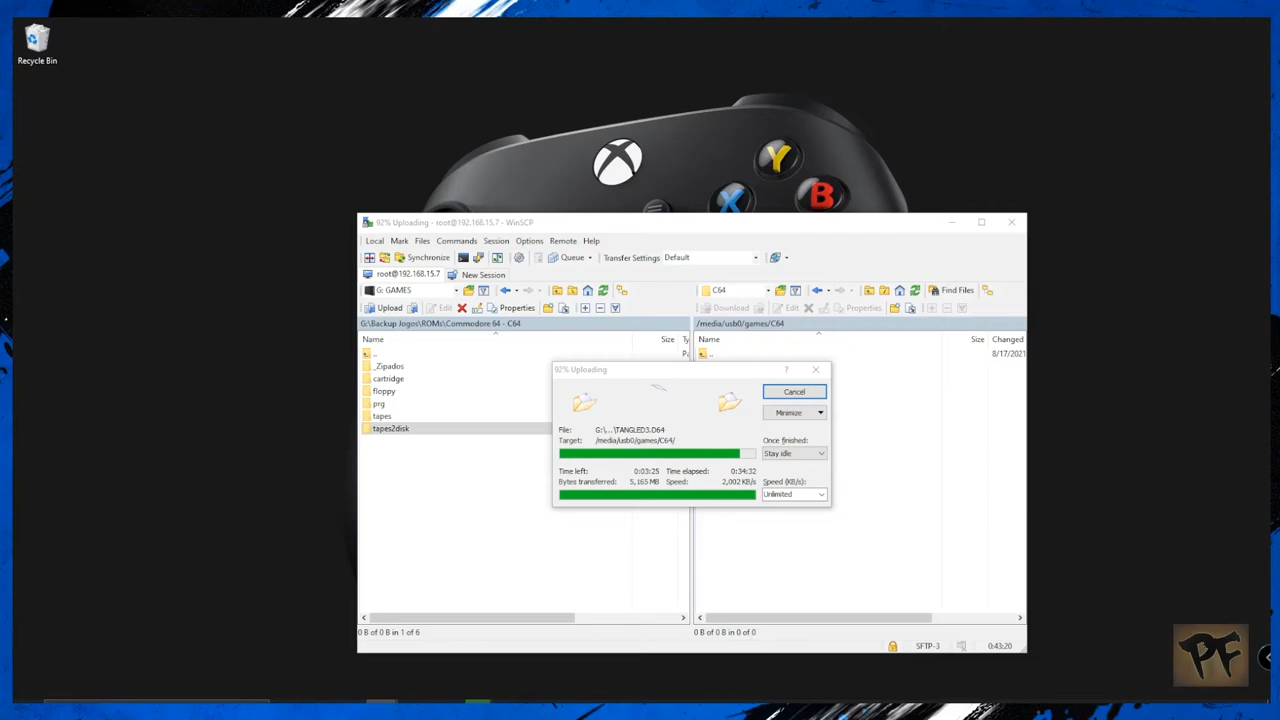 Recycle Bin
Y
X
B
92% Uploading - root@192.168.15.7 - WinSCP
Local Mark Files Commands Session Options Remote Help
Synchronize Queue Transfer Settings Default
root@192.168.15.7 New Session
G: GAMES
C64 Find Files
Upload Edit Properties
Download Edit Properties
G:\Backup Jogos\ROMs\Commodore 64 - C64
/media/usb0/games/C64
Name Size Ty
Name Size Changed
..
Pa
..
8/17/2021
_Zipados
cartridge
floppy
prg
tapes
tapes2disk
92% Uploading ?
Cancel
Minimize
File: G:\...\TANGLED3.D64
Target: /media/usb0/games/C64/
Once finished:
Stay idle
Time left: 0:03:25 Time elapsed: 0:34:32
Bytes transferred: 5,165 MB Speed: 2,002 KB/s
Speed (KB/s):
Unlimited
0 B of 0 B in 1 of 6
0 B of 0 B in 0 of 0
SFTP-3 0:43:20
PF